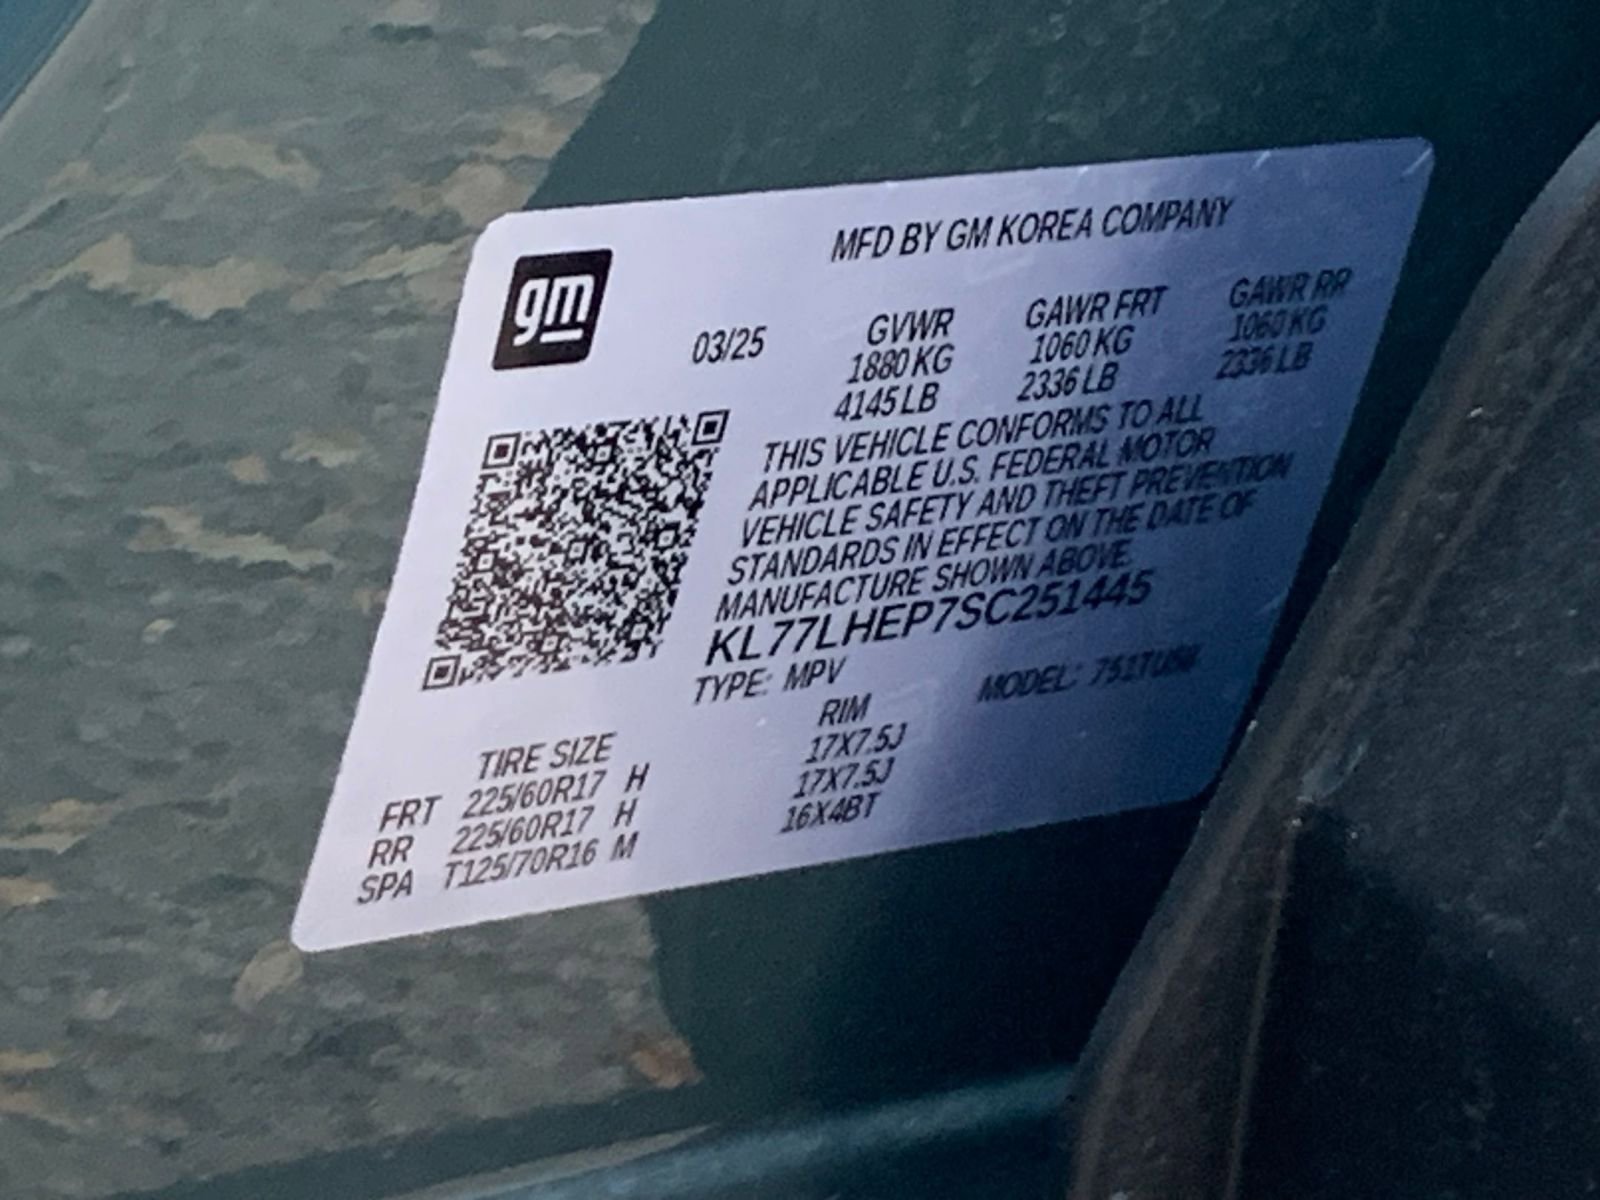 gm
MFD BY GM KOREA COMPANY
03/25 GVWR GAWR FRT GAWR RR
1880 KG 1060 KG 1060 KG
4145 LB 2336 LB 2336 LB
THIS VEHICLE CONFORMS TO ALL
APPLICABLE U.S. FEDERAL MOTOR
VEHICLE SAFETY AND THEFT PREVENTION
STANDARDS IN EFFECT ON THE DATE OF
MANUFACTURE SHOWN ABOVE.
KL77LHEP7SC251445
TYPE: MPV MODEL:
TIRE SIZE RIM
FRT 225/60R17 H 17X7.5J
RR 225/60R17 H 17X7.5J
SPA T125/70R16 M 16X4BT